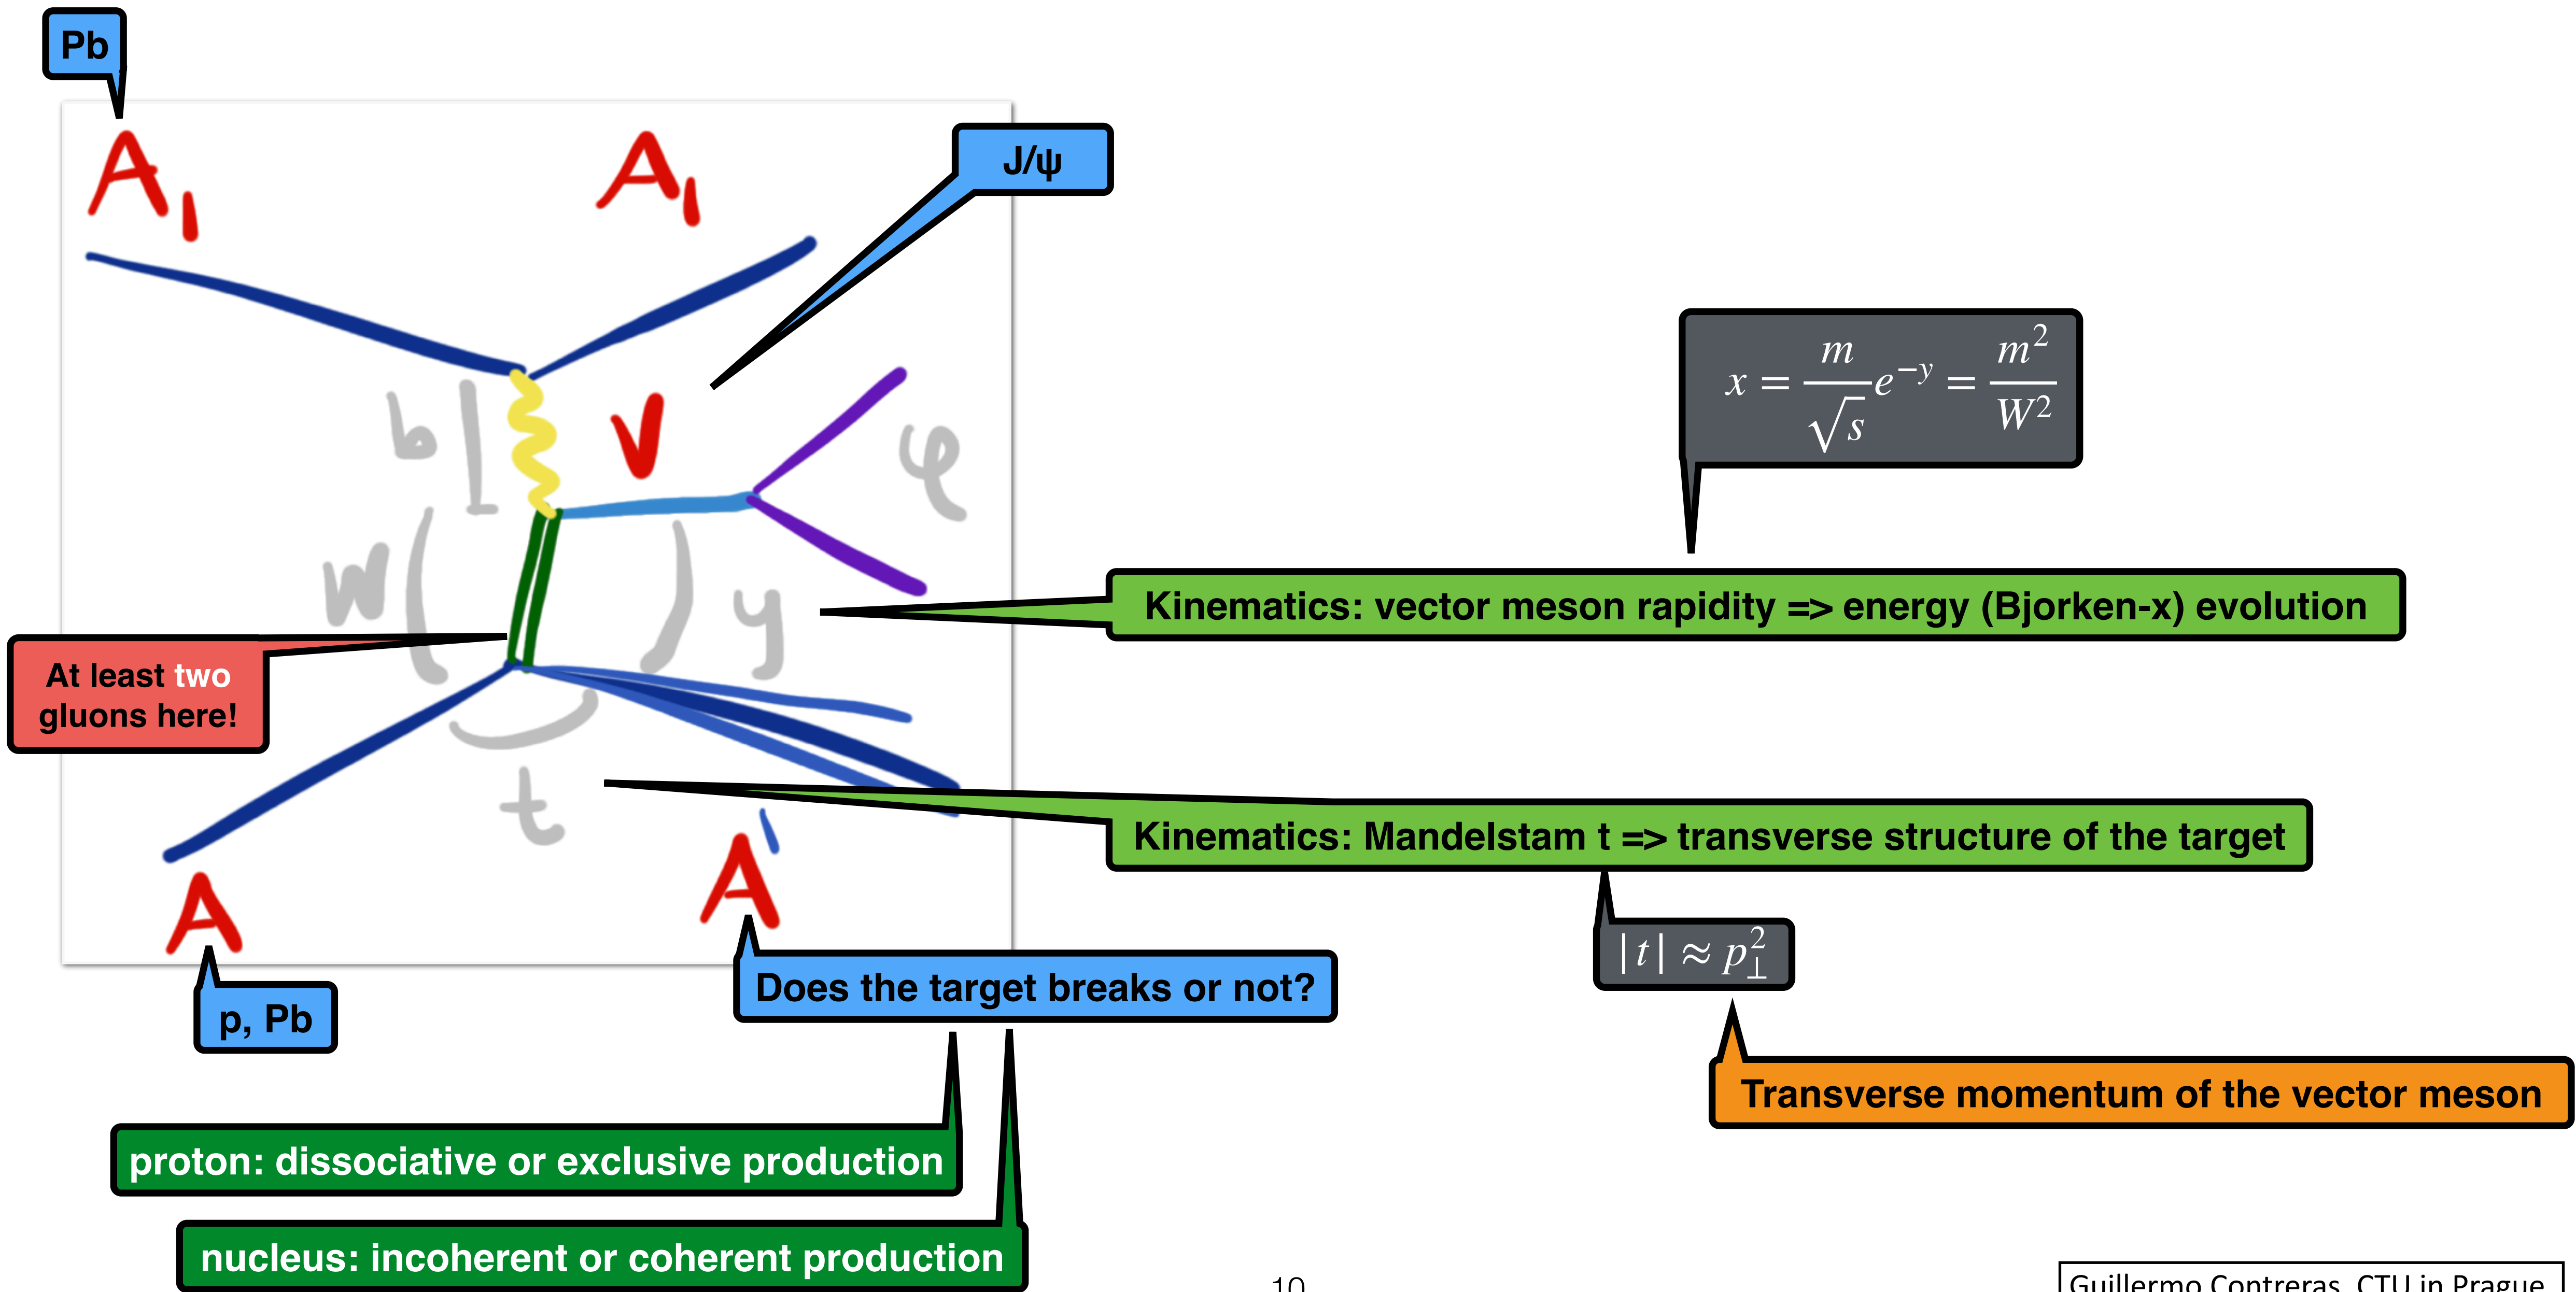 Pb
A₁
A₁
J/ψ
x = m/√s e^{-y} = m²/W²
b
V
φ
W
y
Kinematics: vector meson rapidity => energy (Bjorken-x) evolution
At least two
gluons here!
t
Kinematics: Mandelstam t => transverse structure of the target
A
A'
|t| ≈ p⊥²
p, Pb
Does the target breaks or not?
Transverse momentum of the vector meson
proton: dissociative or exclusive production
nucleus: incoherent or coherent production
10
Guillermo Contreras, CTU in Prague